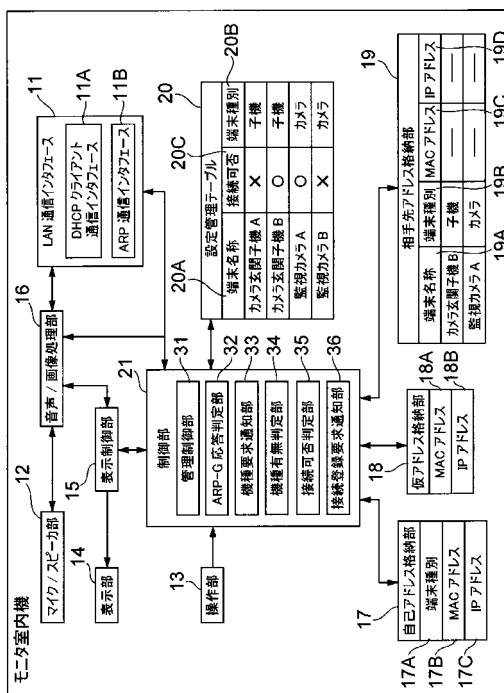 モニタ室内機
12
マイク/スピーカ部
16
音声/画像処理部
11
LAN 通信インタフェース
11A
DHCPクライアント
通信インタフェース
11B
ARP 通信インタフェース
14
表示部
15
表示制御部
13
操作部
21
制御部
管理制御部
31
ARP-G 応答判定部
32
機種要求通知部
33
機種有無判定部
34
接続可否判定部
35
接続登録要求通知部
36
20
設定管理テーブル
20A
20C
20B
端末名称 接続可否 端末種別
カメラ玄関子機 A × 子機
カメラ玄関子機 B ○ 子機
監視カメラ A ○ カメラ
監視カメラ B × カメラ
17
自己アドレス格納部
17A
端末種別
17B
MAC アドレス
17C
IP アドレス
18
仮アドレス格納部
18A
MAC アドレス
18B
IP アドレス
19
相手先アドレス格納部
端末名称 端末種別 MAC アドレス IP アドレス
カメラ玄関子機 B 子機 — —
監視カメラ A カメラ — —
19A
19B
19C
19D